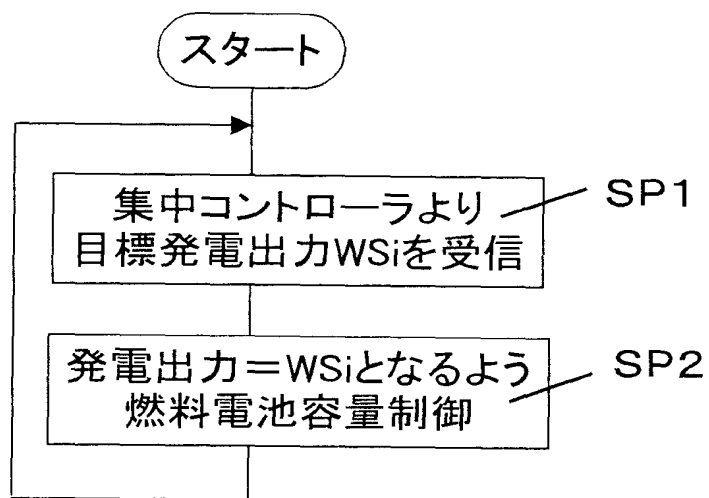 スタート
集中コントローラより
目標発電出力WSiを受信
SP1
発電出力＝WSiとなるよう
燃料電池容量制御
SP2